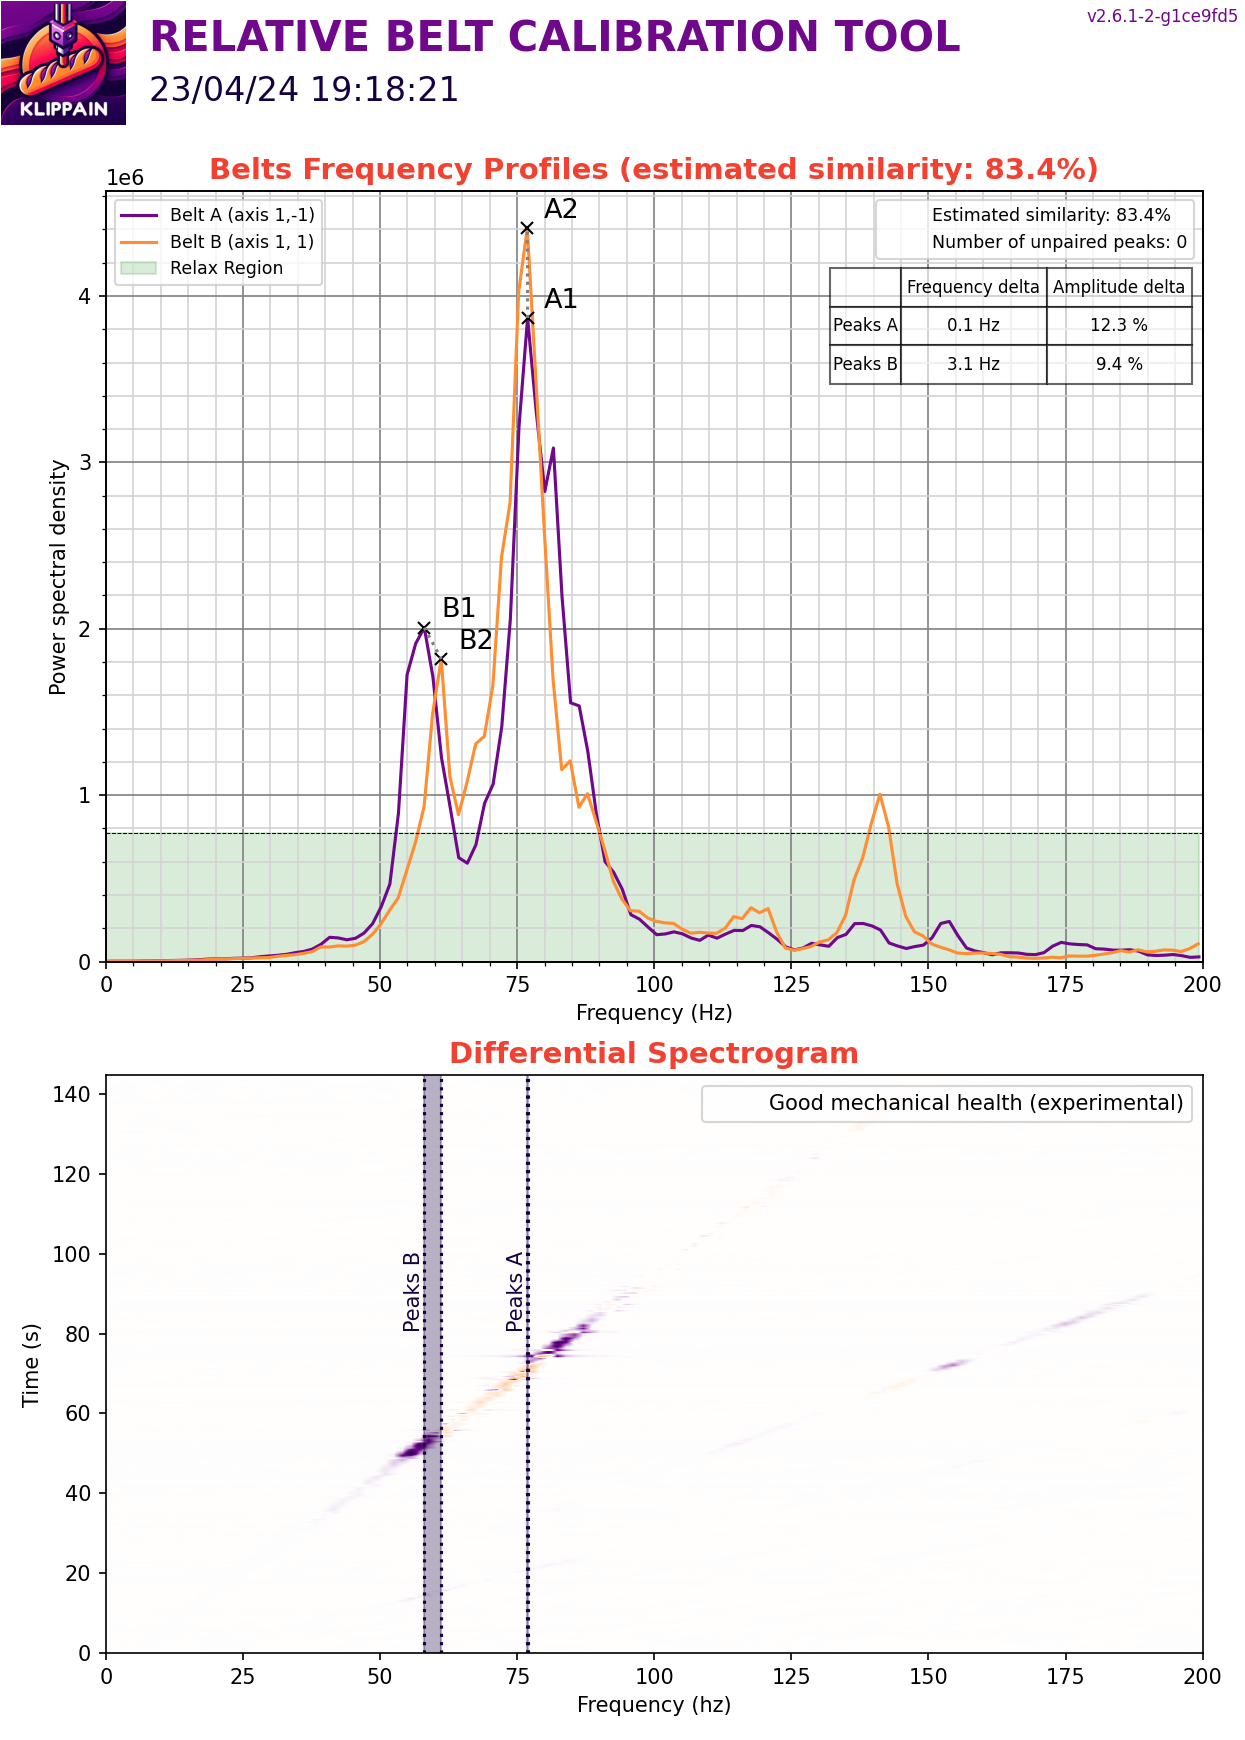 KLIPPAIN
RELATIVE BELT CALIBRATION TOOL
23/04/24 19:18:21
v2.6.1-2-g1ce9fd5
Belts Frequency Profiles (estimated similarity: 83.4%)
1e6
Belt A (axis 1,-1)
Belt B (axis 1, 1)
Relax Region
Estimated similarity: 83.4%
Number of unpaired peaks: 0
Frequency delta Amplitude delta
Peaks A 0.1 Hz 12.3 %
Peaks B 3.1 Hz 9.4 %
A2
A1
B1
B2
Power spectral density
4
3
2
1
0
0 25 50 75 100 125 150 175 200
Frequency (Hz)
Differential Spectrogram
Good mechanical health (experimental)
Peaks B
Peaks A
Time (s)
140
120
100
80
60
40
20
0
0 25 50 75 100 125 150 175 200
Frequency (hz)